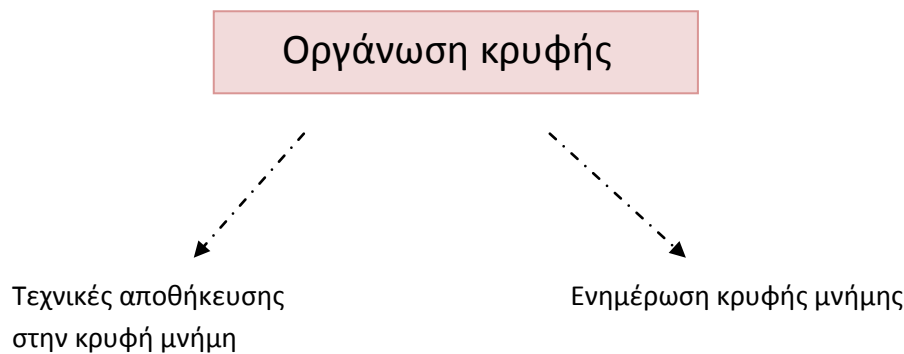 Οργάνωση κρυφής
Τεχνικές αποθήκευσης
στην κρυφή μνήμη
Ενημέρωση κρυφής μνήμης